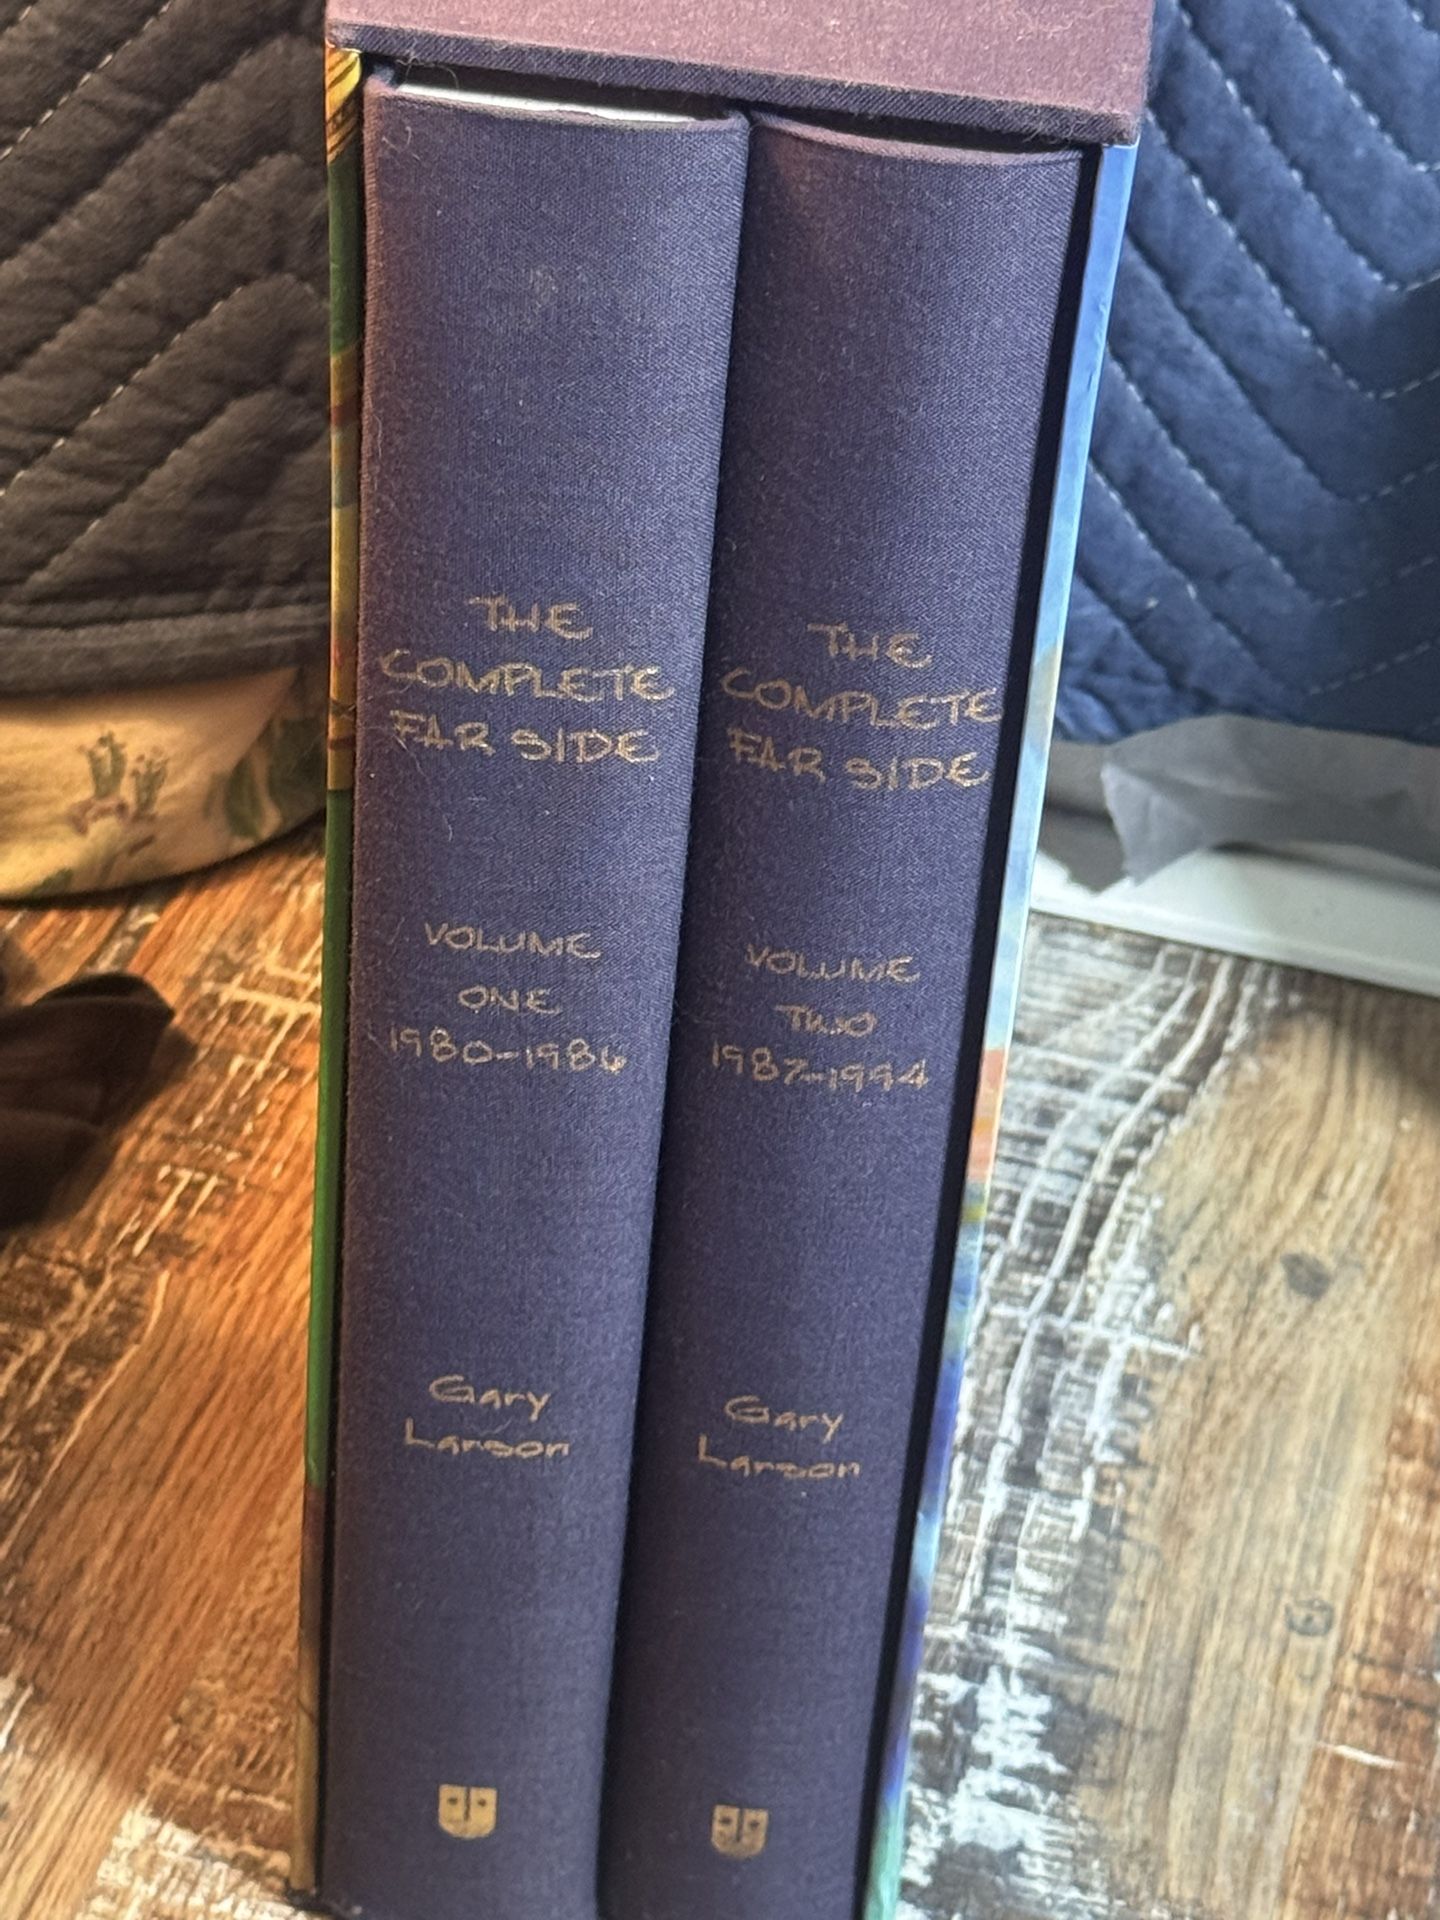 THE
COMPLETE
FAR SIDE
VOLUME
ONE
1980-1986
Gary
Larson
THE
COMPLETE
FAR SIDE
VOLUME
TWO
1987-1994
Gary
Larson